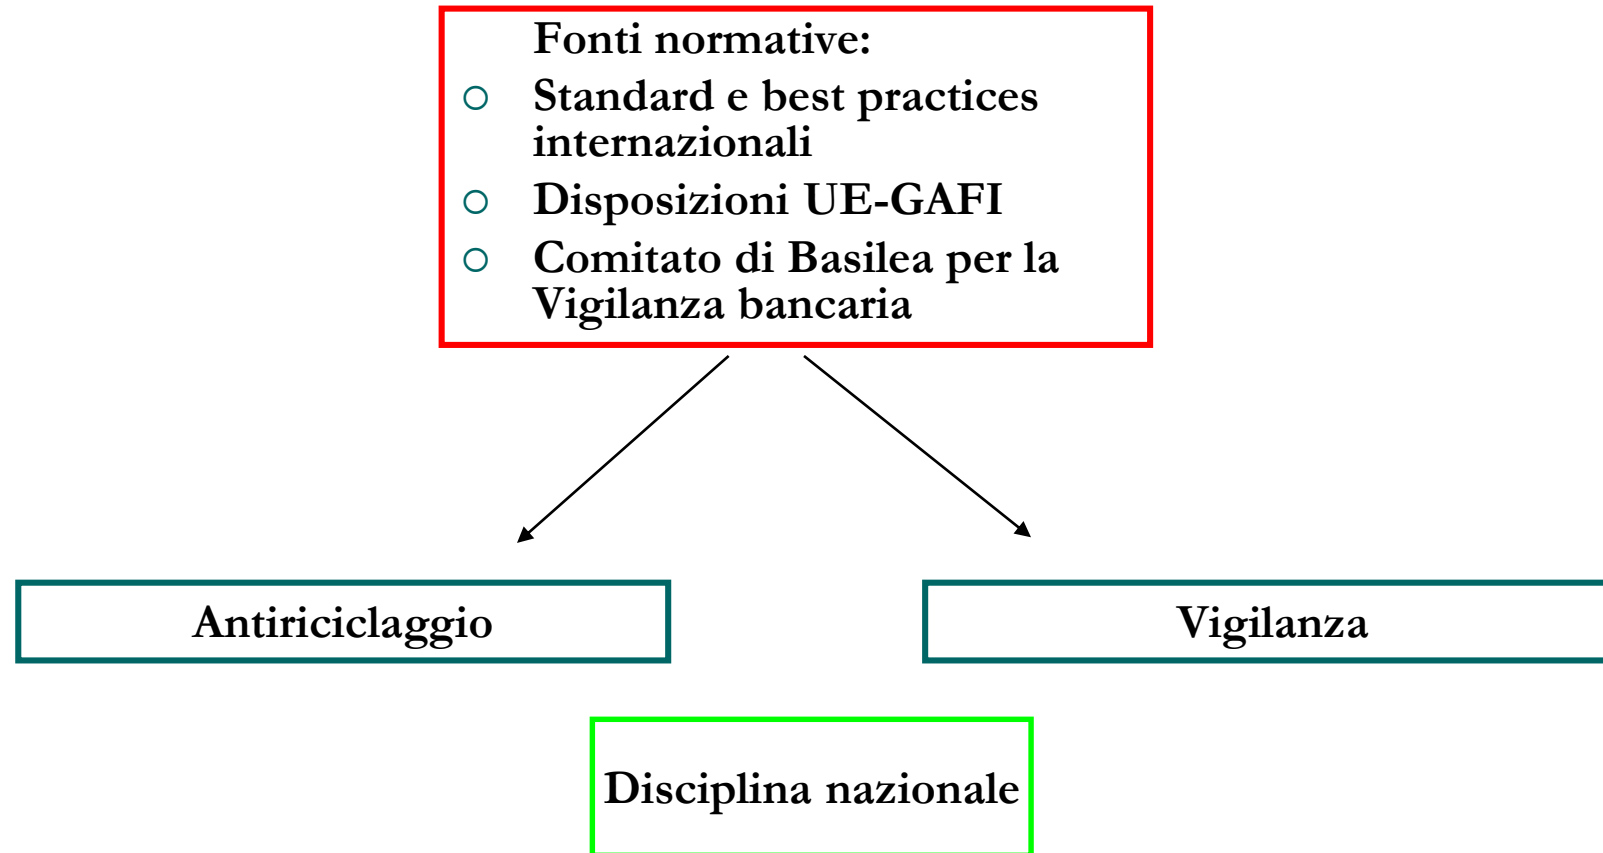 Fonti normative:
Standard e best practices
internazionali
Disposizioni UE-GAFI
Comitato di Basilea per la
Vigilanza bancaria
Antiriciclaggio
Vigilanza
Disciplina nazionale